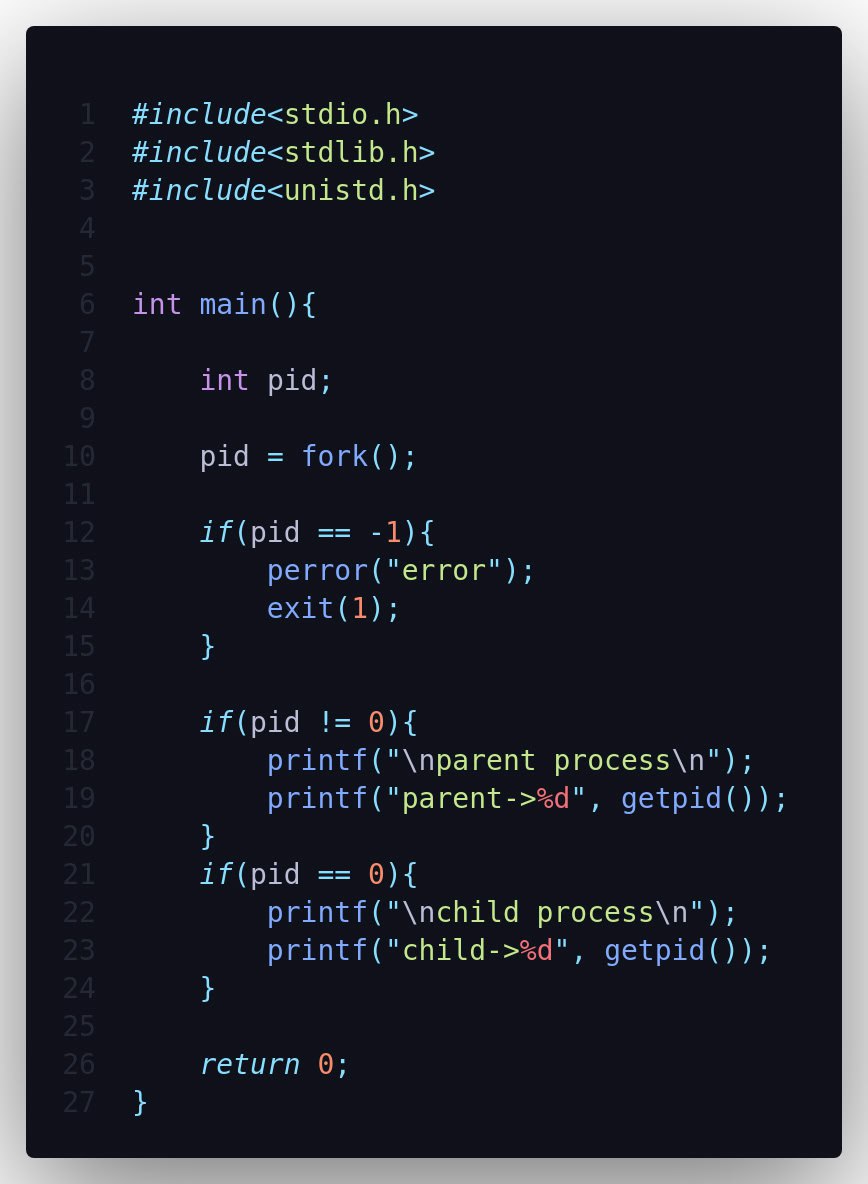 1 #include<stdio.h>
2 #include<stdlib.h>
3 #include<unistd.h>
4
5
6 int main(){
7
8     int pid;
9
10     pid = fork();
11
12     if(pid == -1){
13         perror("error");
14         exit(1);
15     }
16
17     if(pid != 0){
18         printf("\nparent process\n");
19         printf("parent->%d", getpid());
20     }
21     if(pid == 0){
22         printf("\nchild process\n");
23         printf("child->%d", getpid());
24     }
25
26     return 0;
27 }